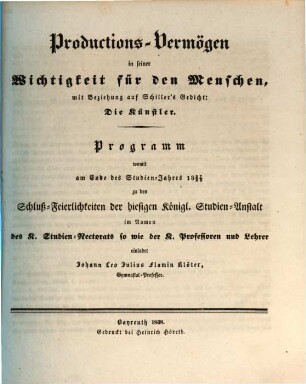 Productions-Vermögen
in seiner
Wichtigkeit für den Menschen,
mit Beziehung auf Schiller's Gedicht:
Die Künstler.
Programm
womit
am Ende des Studien-Jahres
zu den
Schluß-Feierlichkeiten der hiesigen Königl. Studien-Anstalt
im Namen
des K. Studien-Rectorats so wie der K. Professoren und Lehrer
einladet
Johann Leo Julius Flamin Klöter,
Gymnasial-Professor.
Bayreuth 1838.
Gedruckt bei Heinrich Höreth.